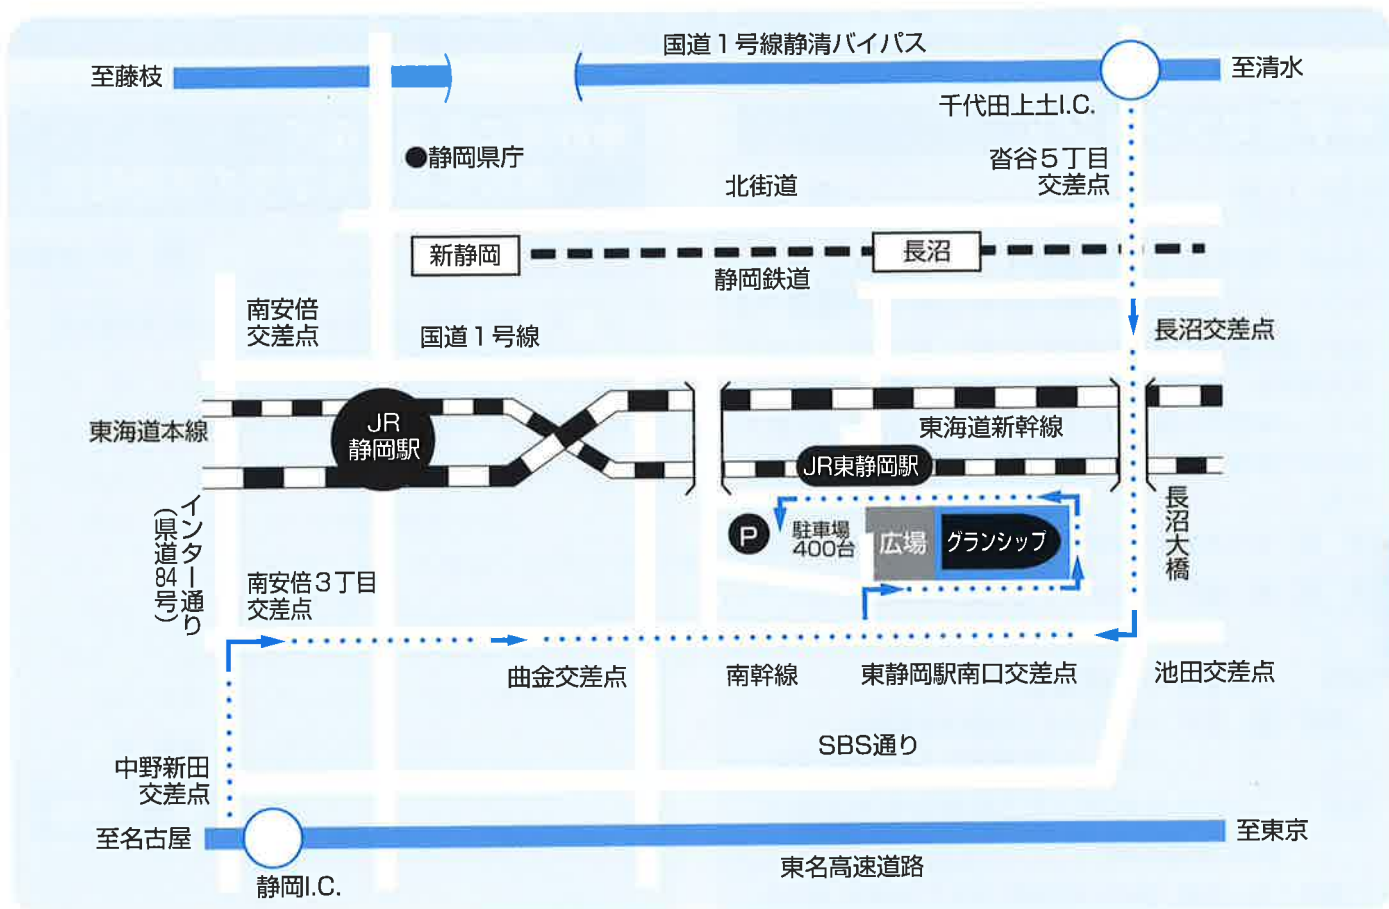 国道1号線静清バイパス
至藤枝
至清水
千代田上土I.C.
●静岡県庁
沓谷5丁目
交差点
北街道
新静岡
長沼
静岡鉄道
南安倍
交差点
国道1号線
長沼交差点
東海道本線
JR
静岡駅
東海道新幹線
JR東静岡駅
インター通り
(県道84号)
P
駐車場
400台
広場
グランシップ
長沼大橋
南安倍3丁目
交差点
曲金交差点
南幹線
東静岡駅南口交差点
池田交差点
SBS通り
中野新田
交差点
至名古屋
至東京
東名高速道路
静岡I.C.